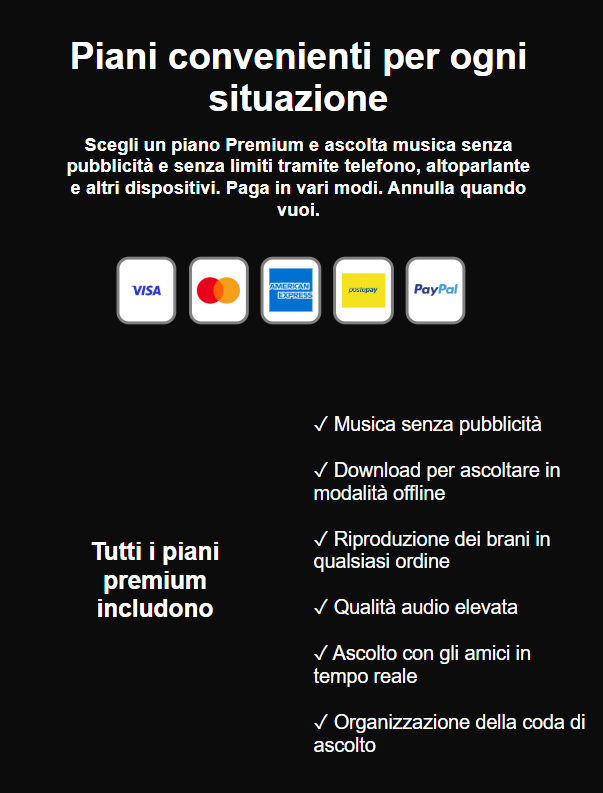 Piani convenienti per ogni
situazione
Scegli un piano Premium e ascolta musica senza
pubblicità e senza limiti tramite telefono, altoparlante
e altri dispositivi. Paga in vari modi. Annulla quando
vuoi.
VISA
AMERICAN
EXPRESS
postepay
PayPal
Tutti i piani
premium
includono
✓ Musica senza pubblicità
✓ Download per ascoltare in
modalità offline
✓ Riproduzione dei brani in
qualsiasi ordine
✓ Qualità audio elevata
✓ Ascolto con gli amici in
tempo reale
✓ Organizzazione della coda di
ascolto